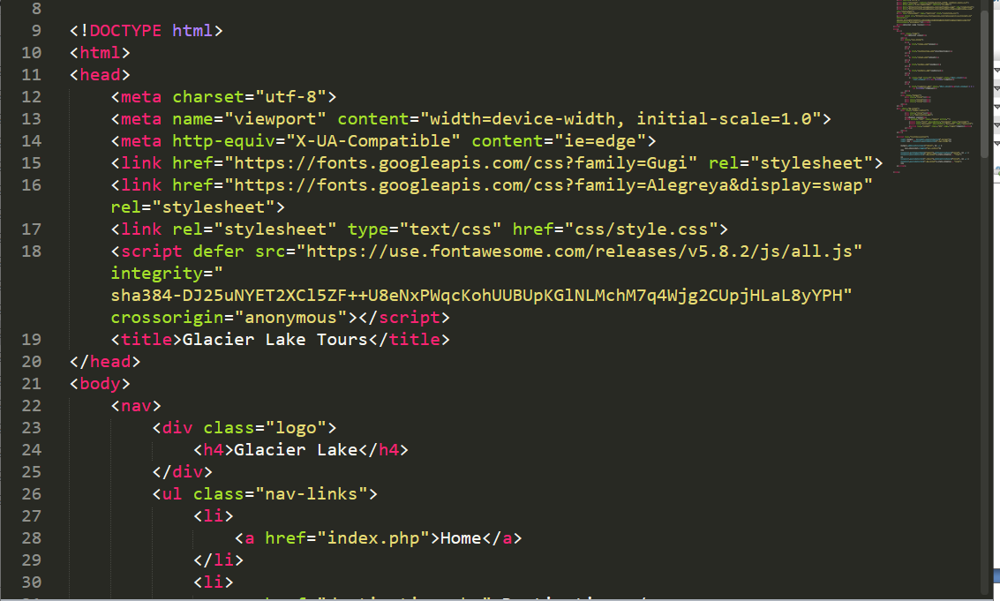 8
9 <!DOCTYPE html>
10 <html>
11 <head>
12 <meta charset="utf-8">
13 <meta name="viewport" content="width=device-width, initial-scale=1.0">
14 <meta http-equiv="X-UA-Compatible" content="ie=edge">
15 <link href="https://fonts.googleapis.com/css?family=Gugi" rel="stylesheet">
16 <link href="https://fonts.googleapis.com/css?family=Alegreya&display=swap"
rel="stylesheet">
17 <link rel="stylesheet" type="text/css" href="css/style.css">
18 <script defer src="https://use.fontawesome.com/releases/v5.8.2/js/all.js"
integrity="
sha384-DJ25uNYET2XCl5ZF++U8eNxPWqcKohUUBUpKGlNLMchM7q4Wjg2CUpjHLaL8yYPH"
crossorigin="anonymous"></script>
19 <title>Glacier Lake Tours</title>
20 </head>
21 <body>
22 <nav>
23 <div class="logo">
24 <h4>Glacier Lake</h4>
25 </div>
26 <ul class="nav-links">
27 <li>
28 <a href="index.php">Home</a>
29 </li>
30 <li>